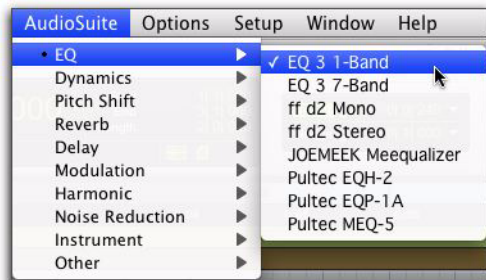 AudioSuite Options Setup Window Help
• EQ
Dynamics
Pitch Shift
Reverb
Delay
Modulation
Harmonic
Noise Reduction
Instrument
Other
✓ EQ 3 1-Band
EQ 3 7-Band
ff d2 Mono
ff d2 Stereo
JOEMEEK Meequalizer
Pultec EQH-2
Pultec EQP-1A
Pultec MEQ-5